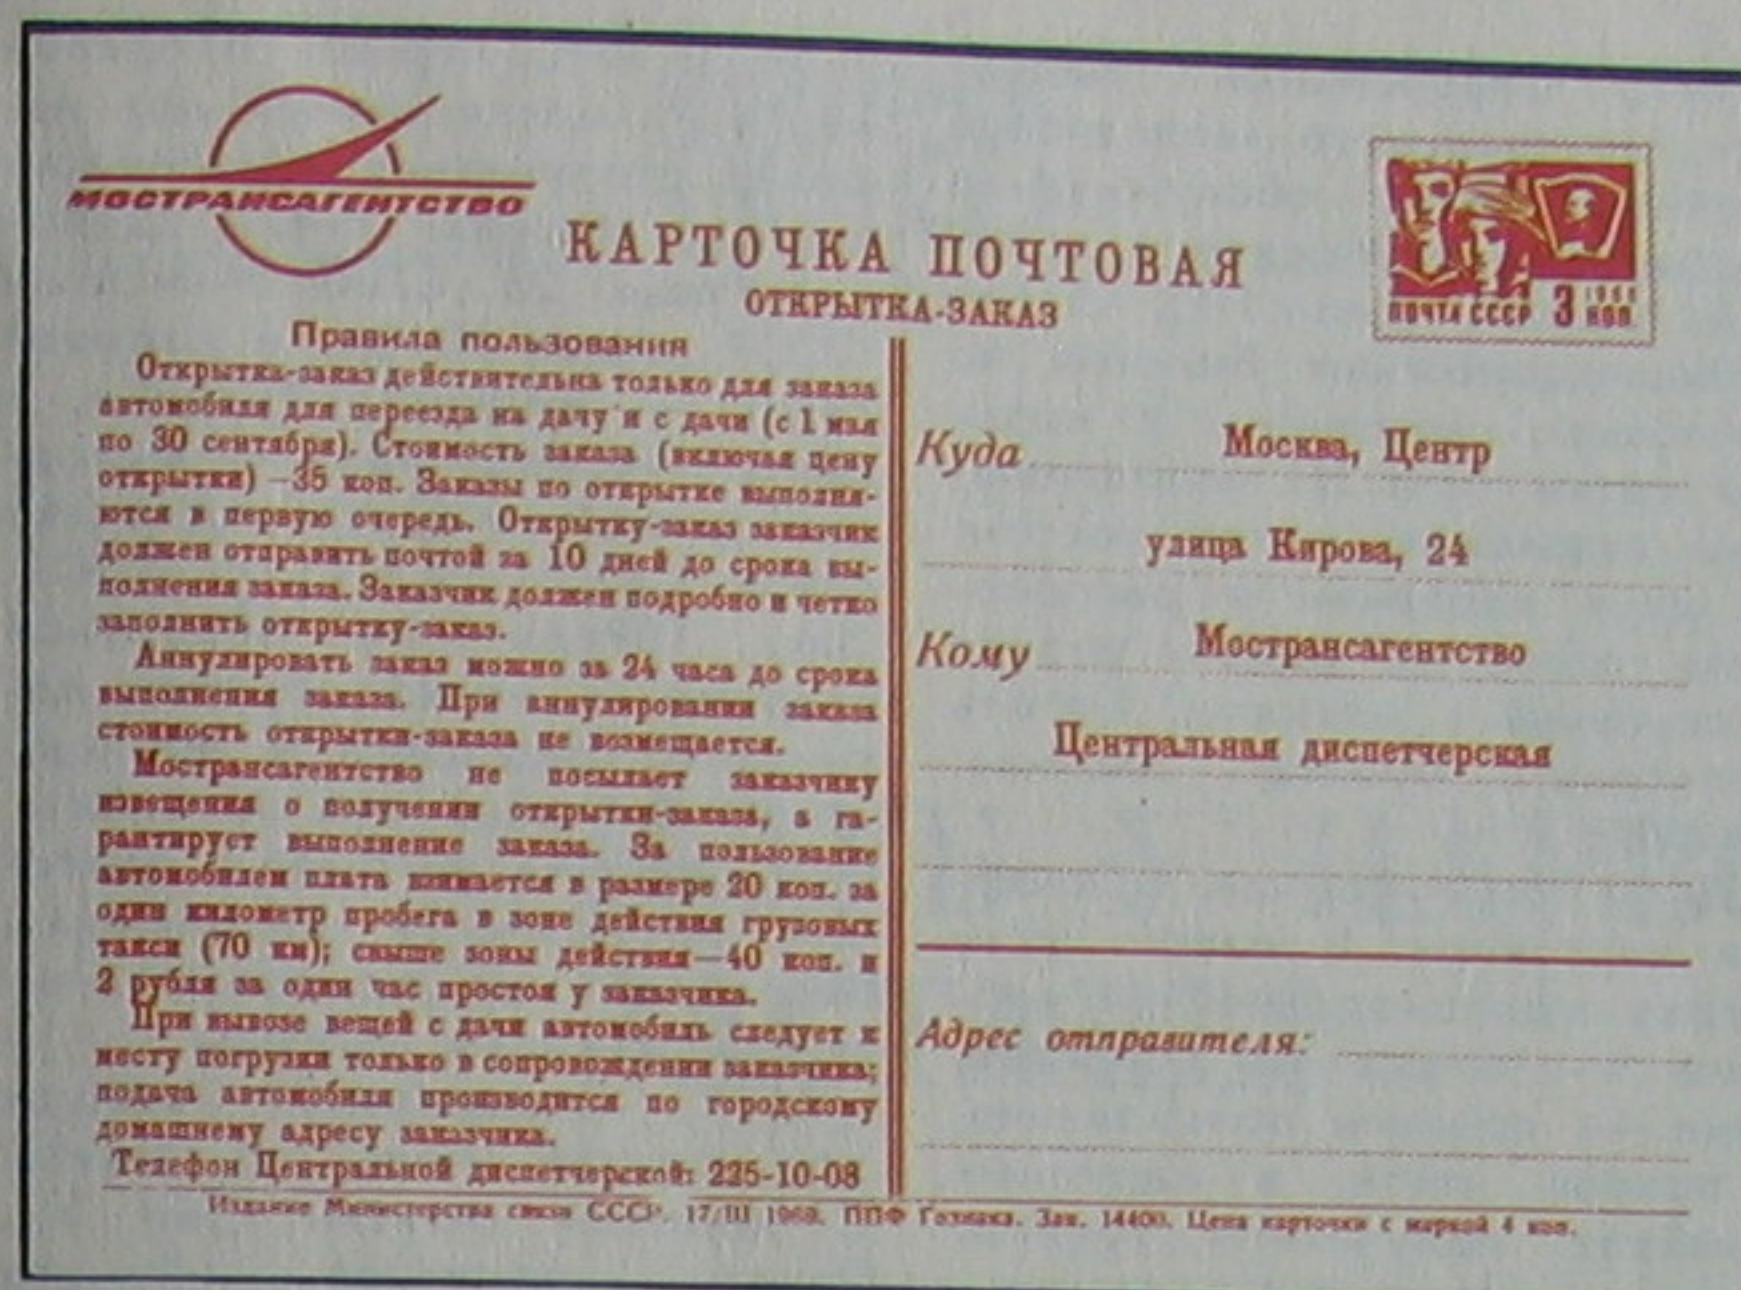 МОСТРАНСАГЕНТСТВО
КАРТОЧКА ПОЧТОВАЯ
ОТКРЫТКА-ЗАКАЗ
ПОЧТА СССР 3 КОП.
Правила пользования
Открытка-заказ действительна только для заказа
автомобиля для переезда на дачу и с дачи (с 1 мая
по 30 сентября). Стоимость заказа (включая цену
открытки) —35 коп. Заказы по открытке выполня-
ются в первую очередь. Открытку-заказ заказчик
должен отправить почтой за 10 дней до срока вы-
полнения заказа. Заказчик должен подробно и четко
заполнить открытку-заказ.
Аннулировать заказ можно за 24 часа до срока
выполнения заказа. При аннулировании заказа
стоимость открытки-заказа не возмещается.
Мострансагентство не посылает заказчику
извещения о получении открытки-заказа, а га-
рантирует выполнение заказа. За пользование
автомобилем плата взимается в размере 20 коп. за
один километр пробега в зоне действия грузовых
такси (70 км); свыше зоны действия—40 коп. и
2 рубля за один час простоя у заказчика.
При вывозе вещей с дачи автомобиль следует к
месту погрузки только в сопровождении заказчика;
подача автомобиля производится по городскому
домашнему адресу заказчика.
Телефон Центральной диспетчерской: 225-10-08
Куда Москва, Центр
улица Кирова, 24
Кому Мострансагентство
Центральная диспетчерская
Адрес отправителя:
Издание Министерства связи СССР. 17/III 1969. ППФ Гознака. Зак. 14400. Цена карточки с маркой 4 коп.